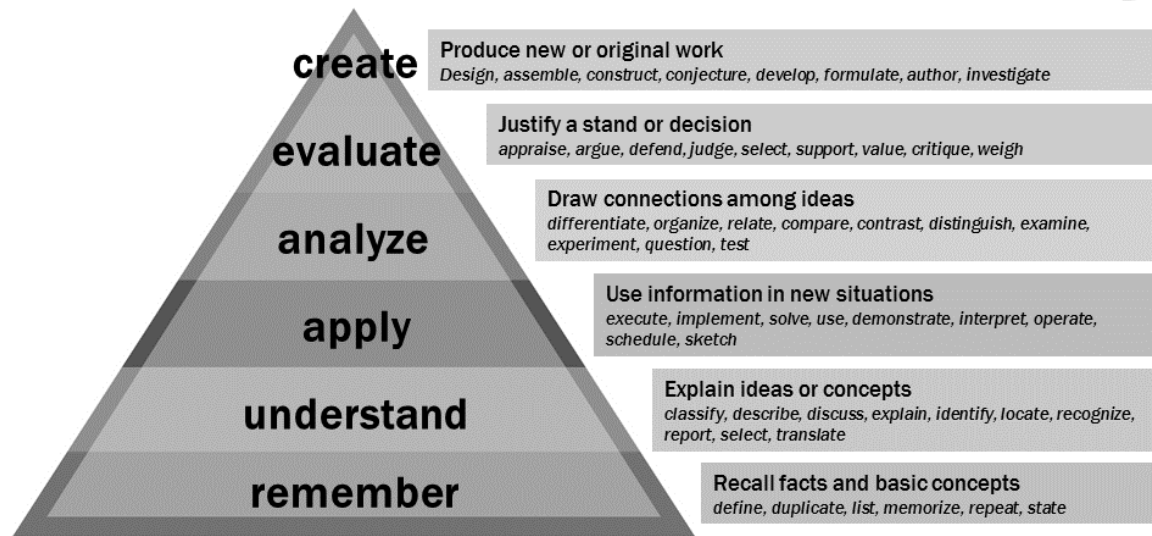 create
Produce new or original work
Design, assemble, construct, conjecture, develop, formulate, author, investigate
evaluate
Justify a stand or decision
appraise, argue, defend, judge, select, support, value, critique, weigh
analyze
Draw connections among ideas
differentiate, organize, relate, compare, contrast, distinguish, examine,
experiment, question, test
apply
Use information in new situations
execute, implement, solve, use, demonstrate, interpret, operate,
schedule, sketch
understand
Explain ideas or concepts
classify, describe, discuss, explain, identify, locate, recognize,
report, select, translate
remember
Recall facts and basic concepts
define, duplicate, list, memorize, repeat, state